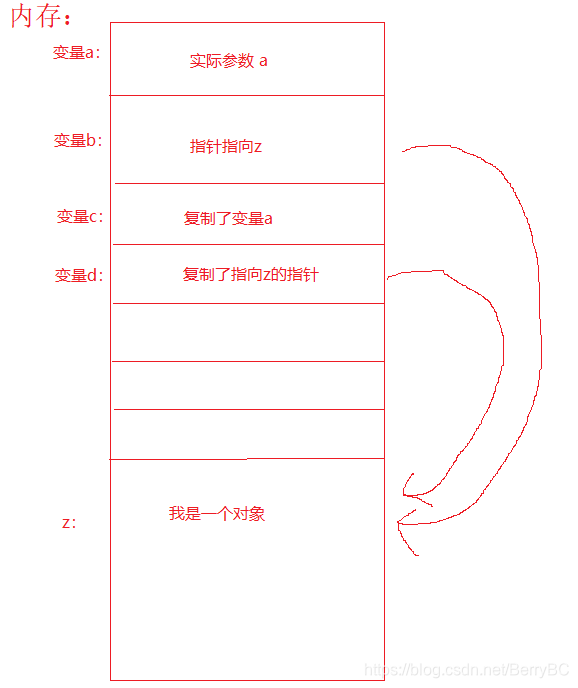 内存：
变量a：
实际参数 a
变量b：
指针指向z
变量c：
复制了变量a
变量d：
复制了指向z的指针
z：
我是一个对象
https://blog.csdn.net/BerryBC